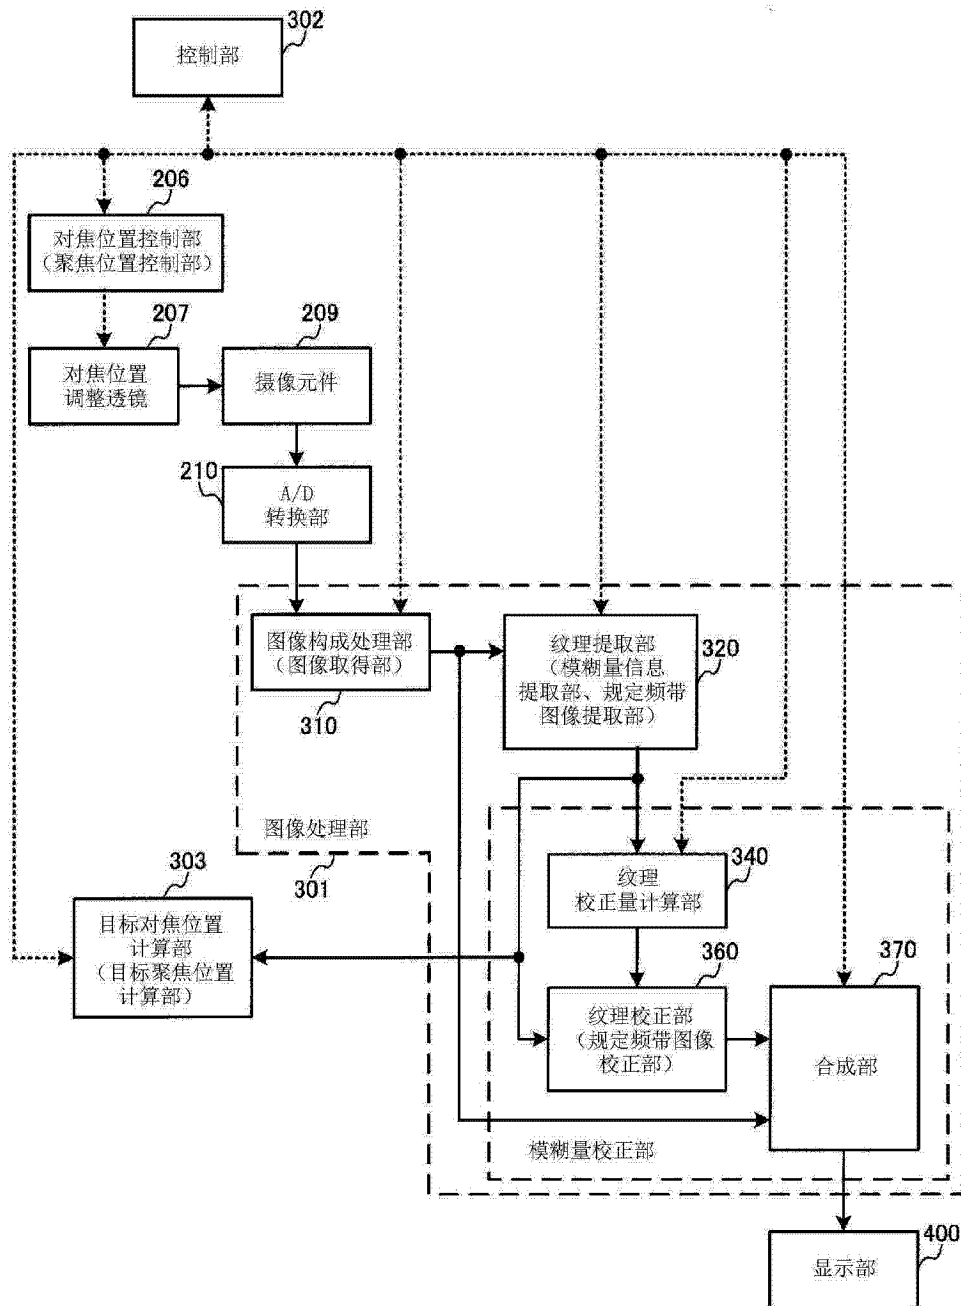 302
控制部
206
对焦位置控制部
（聚焦位置控制部）
207
对焦位置
调整透镜
209
摄像元件
210
A/D
转换部
图像构成处理部
（图像取得部）
310
纹理提取部
（模糊量信息
提取部、规定频带
图像提取部）
320
图像处理部
301
303
目标对焦位置
计算部
（目标聚焦位置
计算部）
纹理
校正量计算部
340
360
纹理校正部
（规定频带图像
校正部）
370
合成部
模糊量校正部
400
显示部